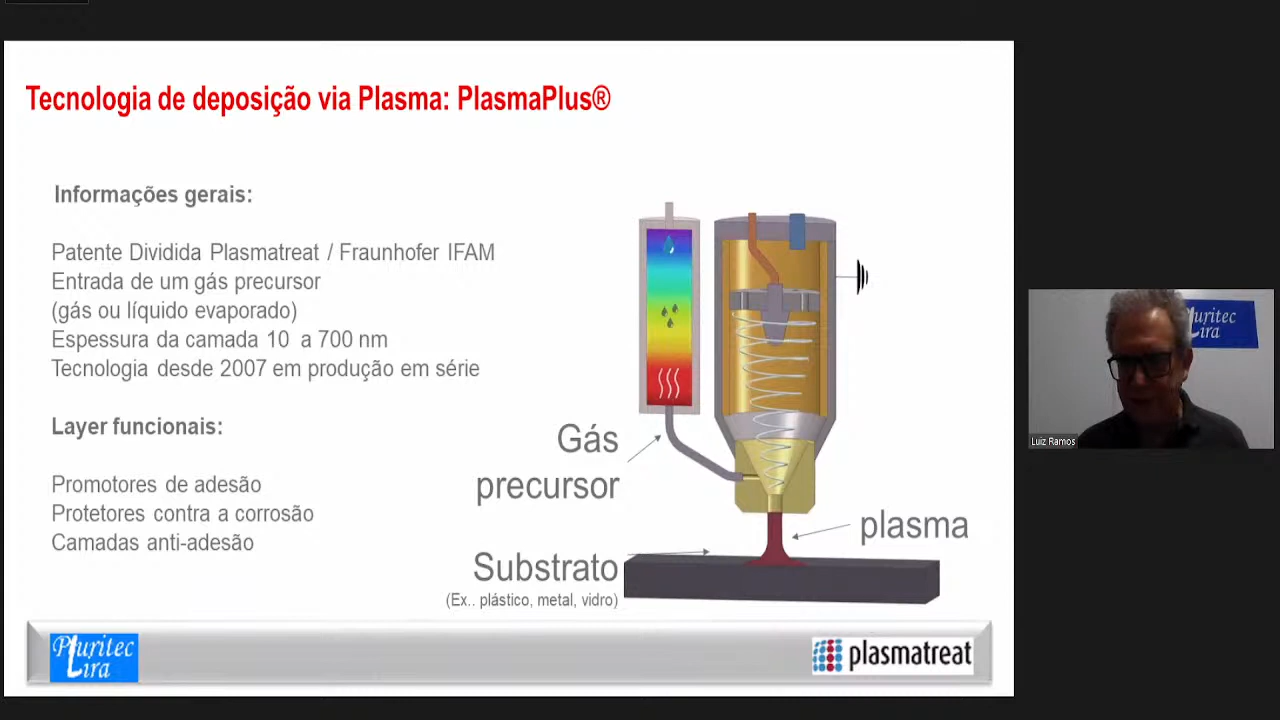 Tecnologia de deposição via Plasma: PlasmaPlus®
Informações gerais:
Patente Dividida Plasmatreat / Fraunhofer IFAM
Entrada de um gás precursor
(gás ou líquido evaporado)
Espessura da camada 10 a 700 nm
Tecnologia desde 2007 em produção em série
Layer funcionais:
Promotores de adesão
Protetores contra a corrosão
Camadas anti-adesão
Gás
precursor
plasma
Substrato
(Ex.. plástico, metal, vidro)
Pluritec
Lira
plasmatreat
uritec
ira
Luiz Ramos